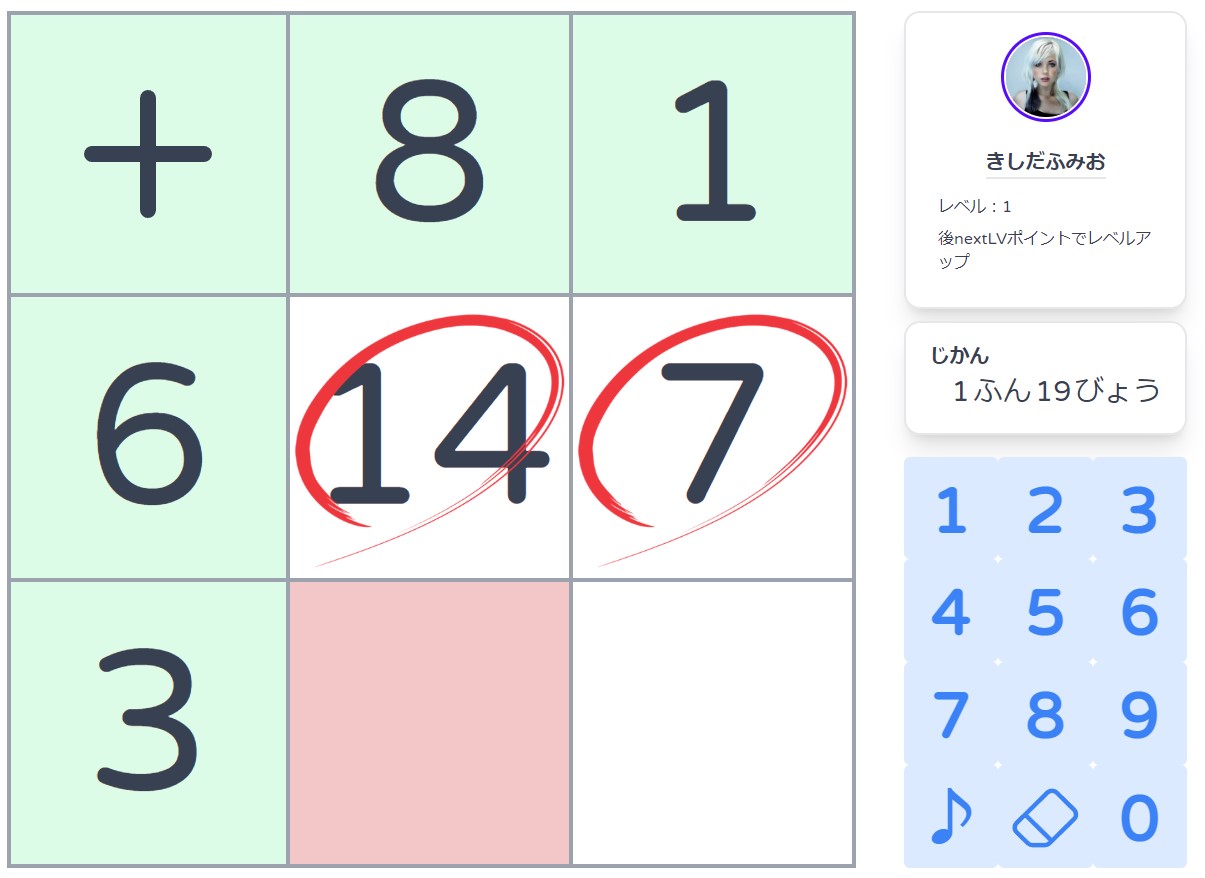 + 8 1
6 14 7
3
きしだふみお
レベル：1
後nextLVポイントでレベルア
ップ
じかん
1ふん19びょう
1 2 3
4 5 6
7 8 9
0